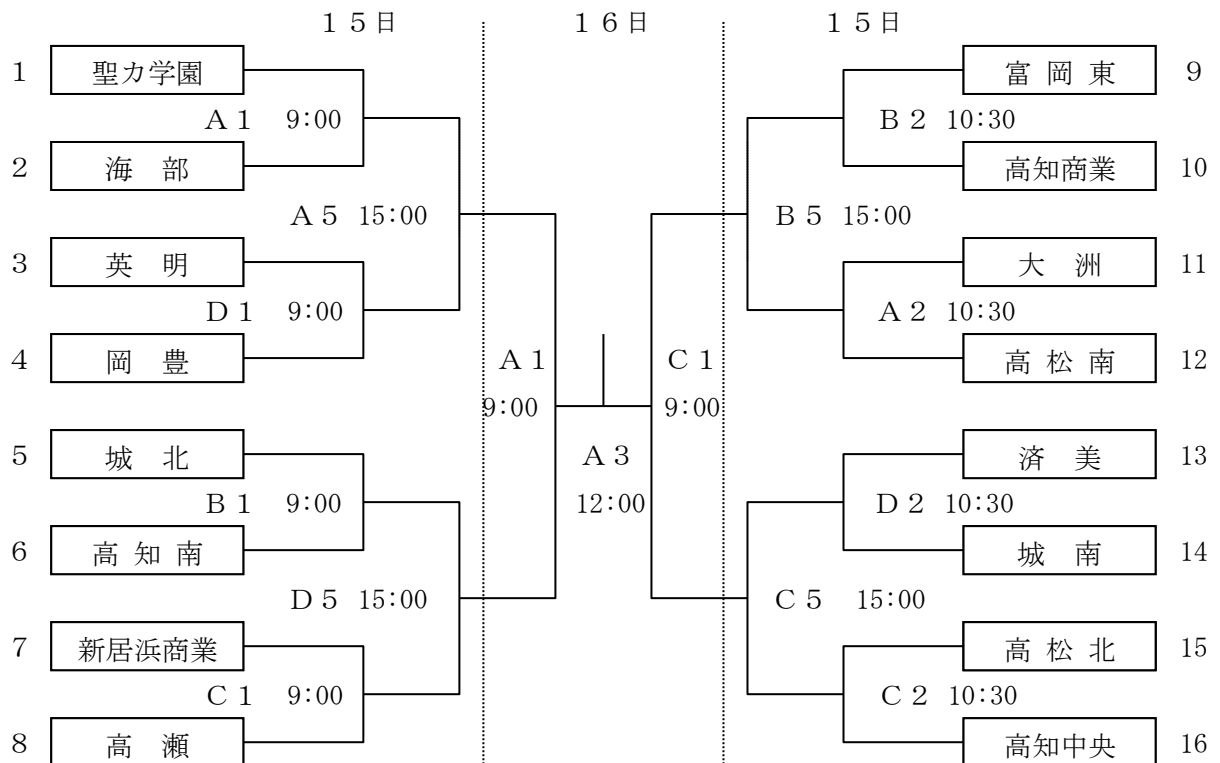 １５日 １６日 １５日
1 聖カ学園 富岡東 9
Ａ１ 9:00 Ｂ２ 10:30
2 海部 高知商業 10
Ａ５ 15:00 Ｂ５ 15:00
3 英明 大洲 11
Ｄ１ 9:00 Ａ２ 10:30
4 岡豊 Ａ１ Ｃ１ 高松南 12
9:00 9:00
5 城北 Ａ３ 済美 13
Ｂ１ 9:00 12:00 Ｄ２ 10:30
6 高知南 城南 14
Ｄ５ 15:00 Ｃ５ 15:00
7 新居浜商業 高松北 15
Ｃ１ 9:00 Ｃ２ 10:30
8 高瀬 高知中央 16